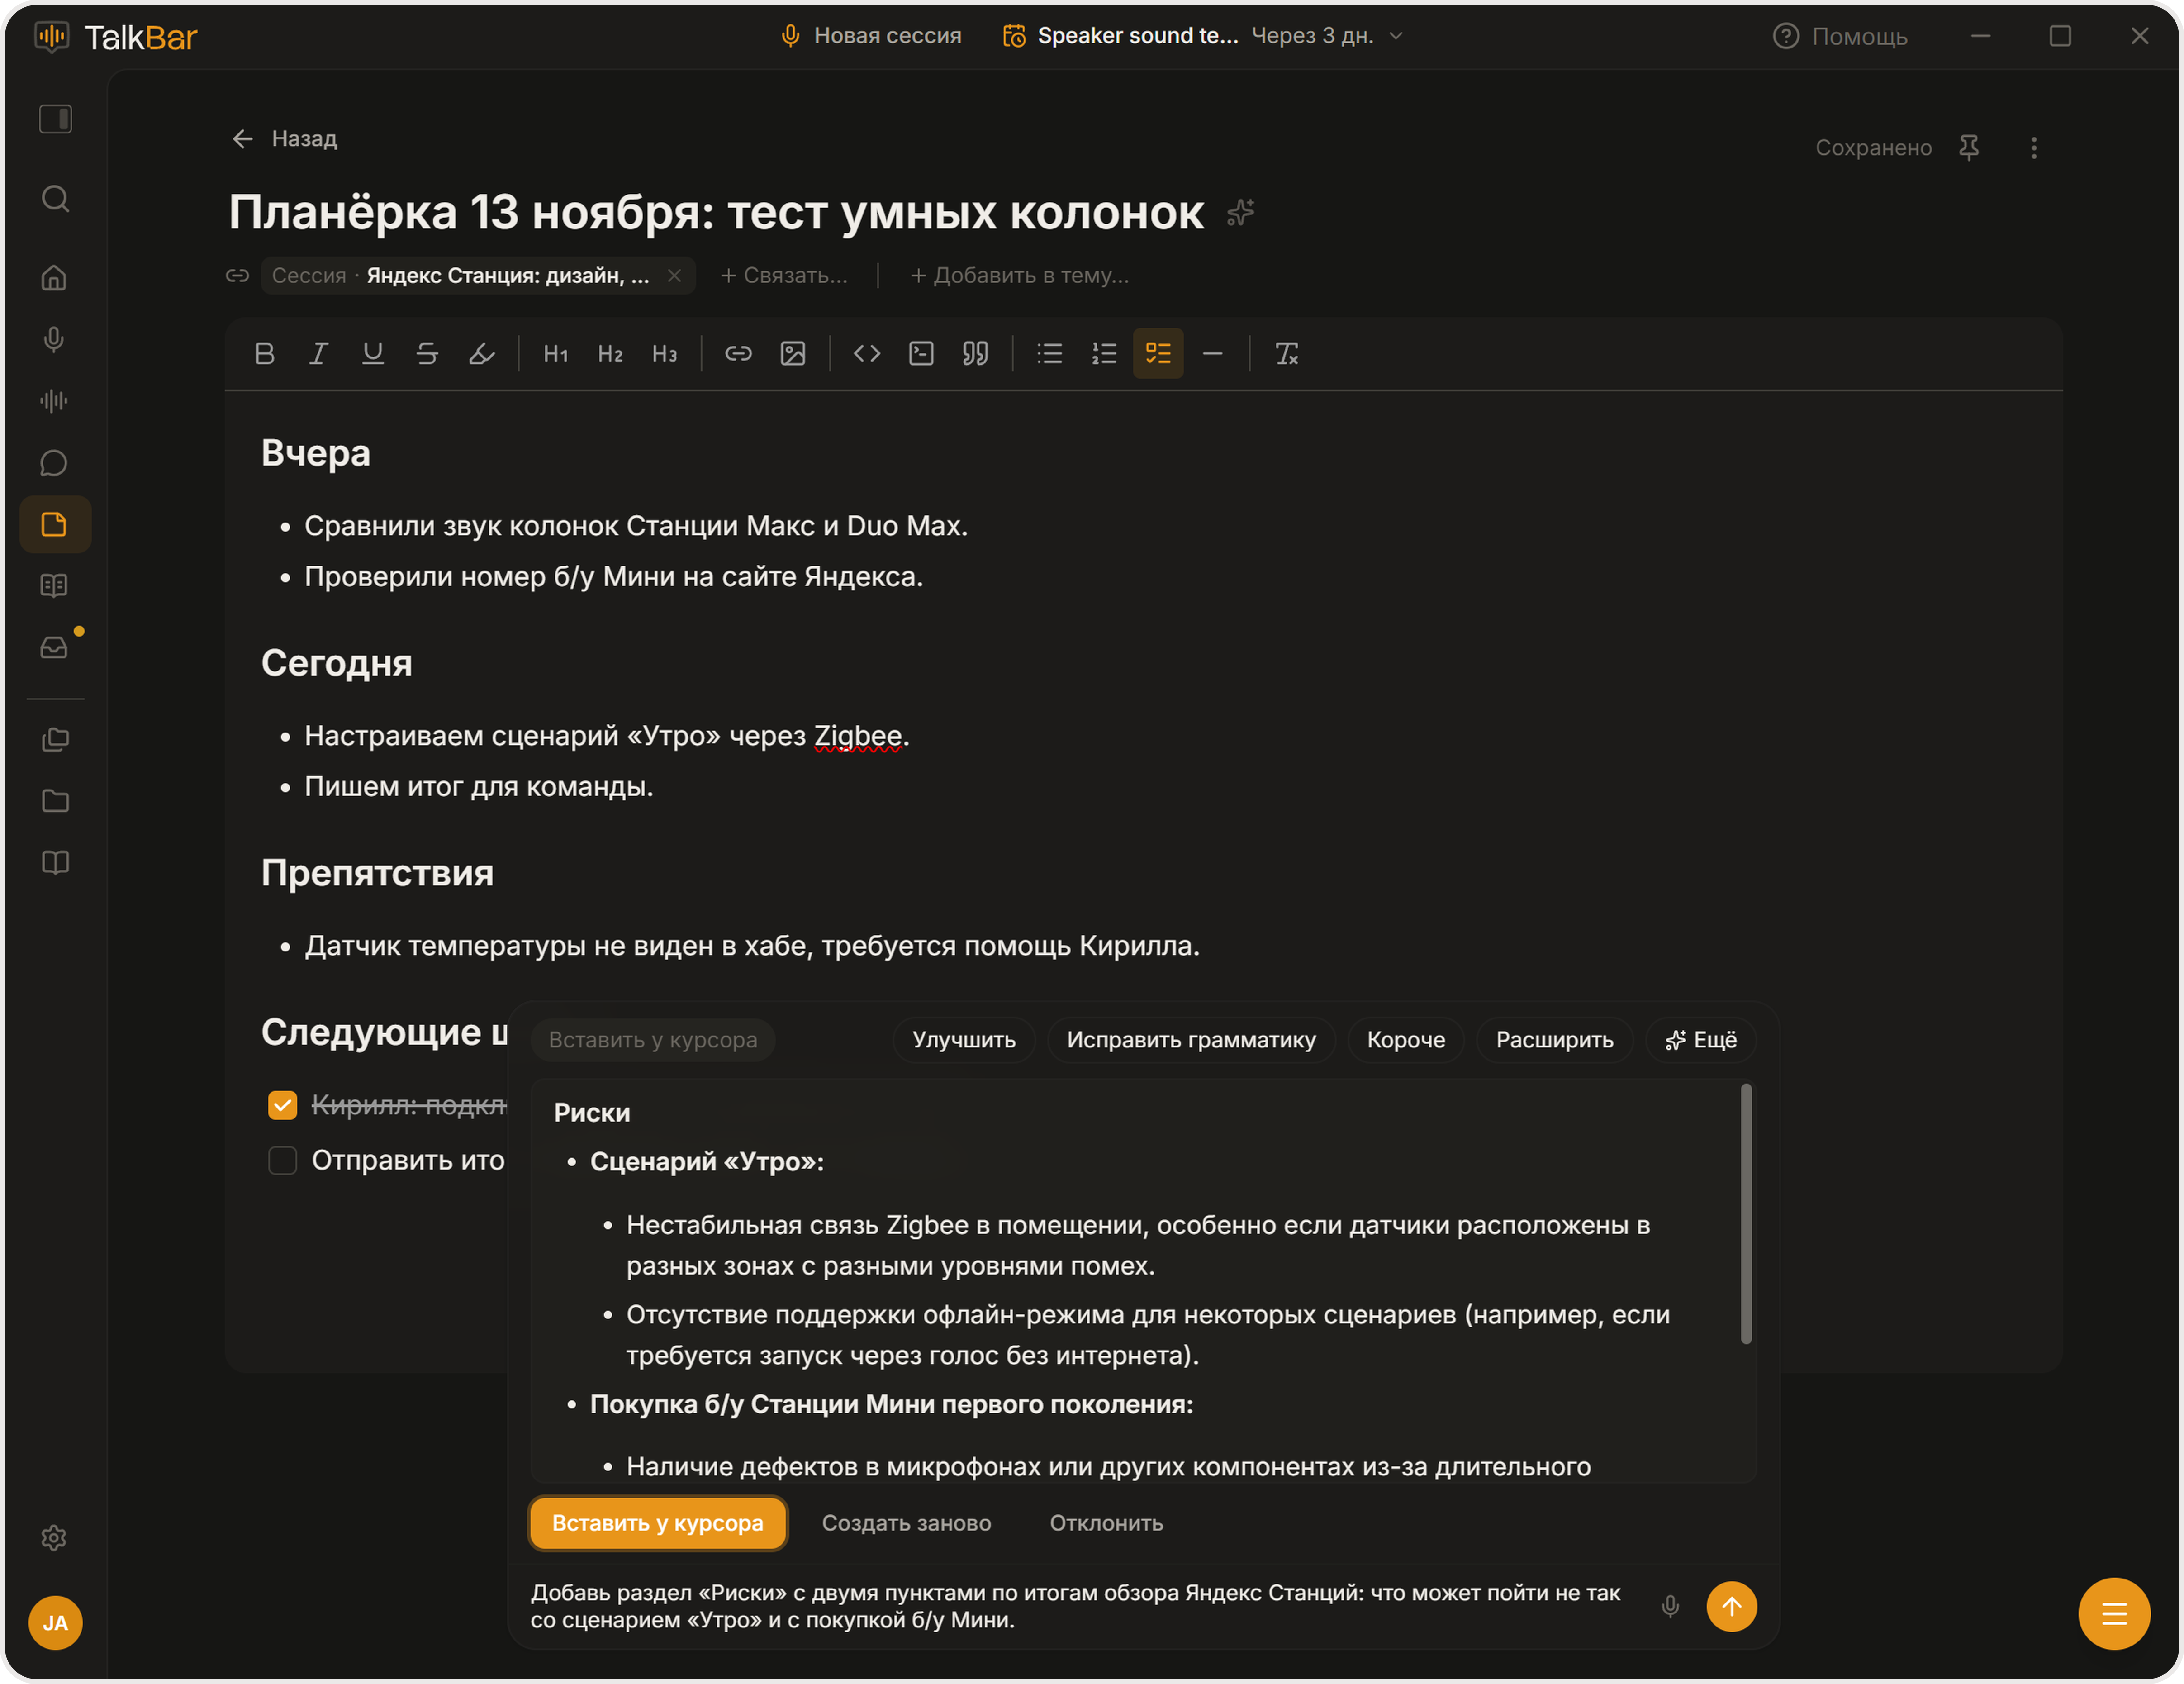 TalkBar
Новая сессия
Speaker sound te... Через 3 дн.
Помощь
Назад
Сохранено
Планёрка 13 ноября: тест умных колонок
Сессия · Яндекс Станция: дизайн, ...
+ Связать...
+ Добавить в тему...
B I U S H1 H2 H3
Вчера
• Сравнили звук колонок Станции Макс и Duo Max.
• Проверили номер б/у Мини на сайте Яндекса.
Сегодня
• Настраиваем сценарий «Утро» через Zigbee.
• Пишем итог для команды.
Препятствия
• Датчик температуры не виден в хабе, требуется помощь Кирилла.
Следующие
Кирилл:
Отправить
Вставить у курсора
Улучшить
Исправить грамматику
Короче
Расширить
Ещё
Риски
• Сценарий «Утро»:
• Нестабильная связь Zigbee в помещении, особенно если датчики расположены в
разных зонах с разными уровнями помех.
• Отсутствие поддержки офлайн-режима для некоторых сценариев (например, если
требуется запуск через голос без интернета).
• Покупка б/у Станции Мини первого поколения:
• Наличие дефектов в микрофонах или других компонентах из-за длительного
Вставить у курсора
Создать заново
Отклонить
Добавь раздел «Риски» с двумя пунктами по итогам обзора Яндекс Станций: что может пойти не так
со сценарием «Утро» и с покупкой б/у Мини.
JA